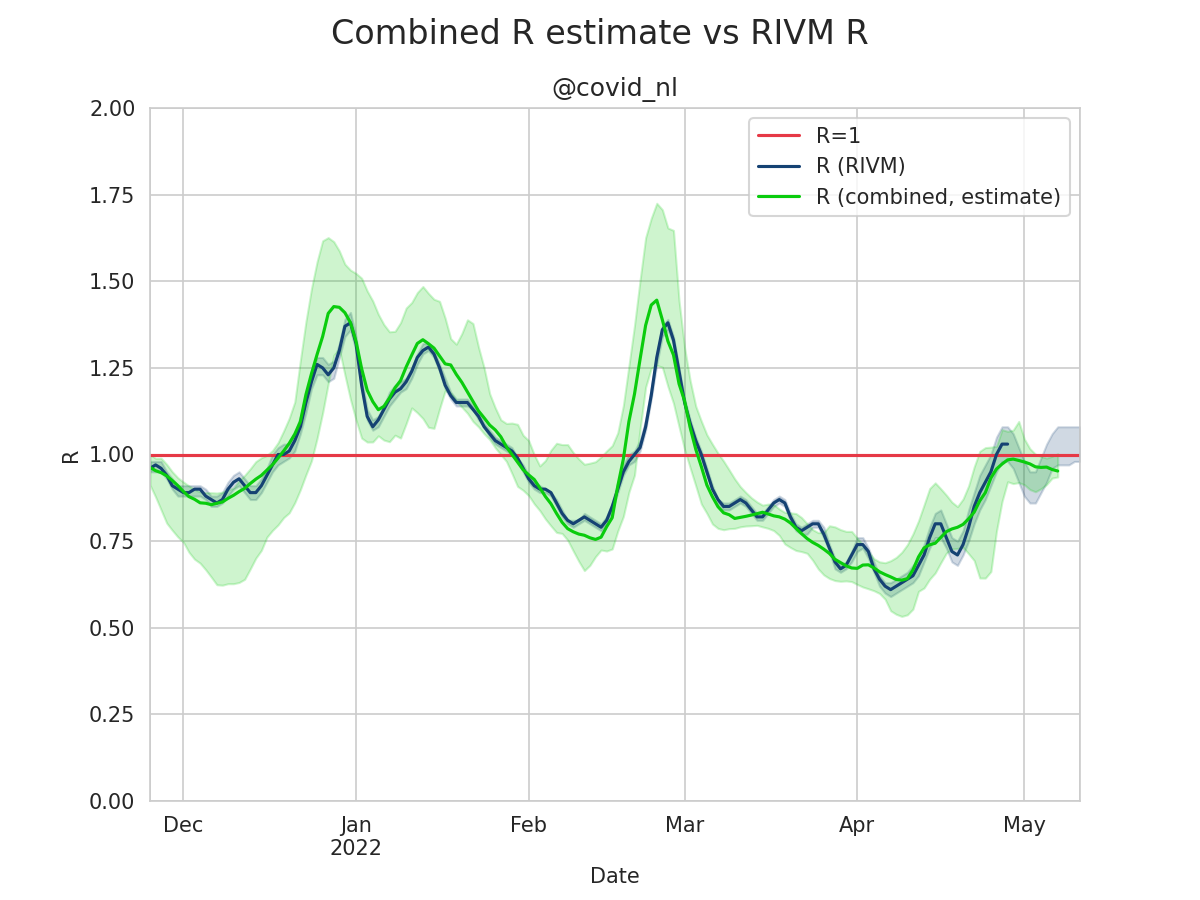 Combined R estimate vs RIVM R
@covid_nl
R=1
R (RIVM)
R (combined, estimate)
2.00
1.75
1.50
1.25
1.00
0.75
0.50
0.25
0.00
R
Dec
Jan
2022
Feb
Mar
Apr
May
Date